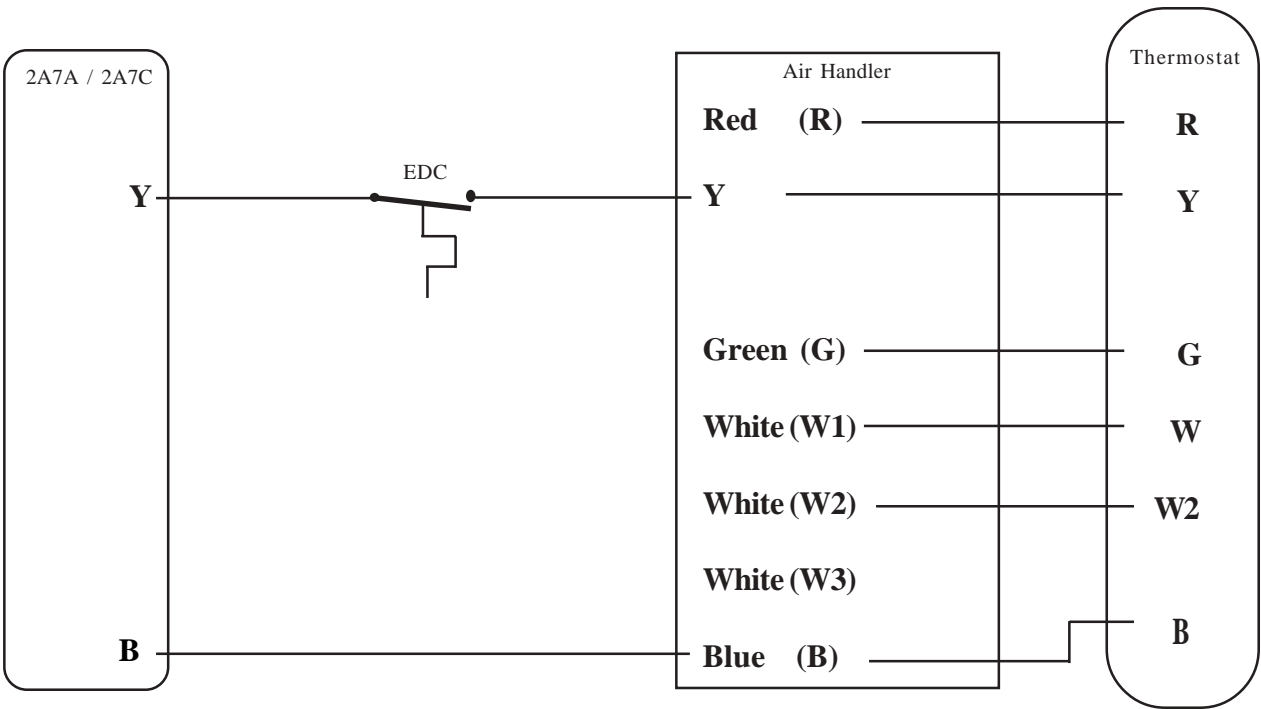 2A7A / 2A7C
Y
B
EDC
Air Handler
Red (R)
Y
Green (G)
White (W1)
White (W2)
White (W3)
Blue (B)
Thermostat
R
Y
G
W
W2
B